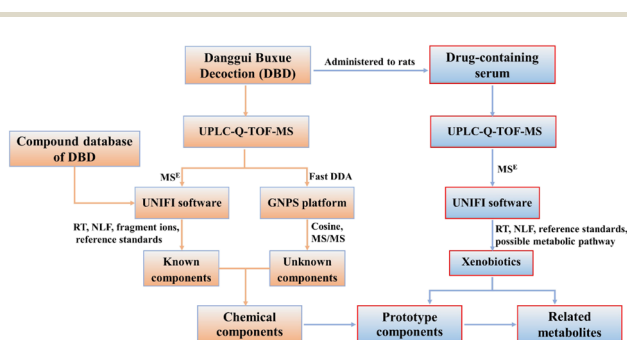 Danggui Buxue
Decoction (DBD)
Administered to rats
Drug-containing
serum
UPLC-Q-TOF-MS
UPLC-Q-TOF-MS
Compound database
of DBD
MSᴱ
Fast DDA
MSᴱ
UNIFI software
GNPS platform
UNIFI software
RT, NLF, fragment ions,
reference standards
Cosine,
MS/MS
RT, NLF, reference standards,
possible metabolic pathway
Known
components
Unknown
components
Xenobiotics
Chemical
components
Prototype
components
Related
metabolites